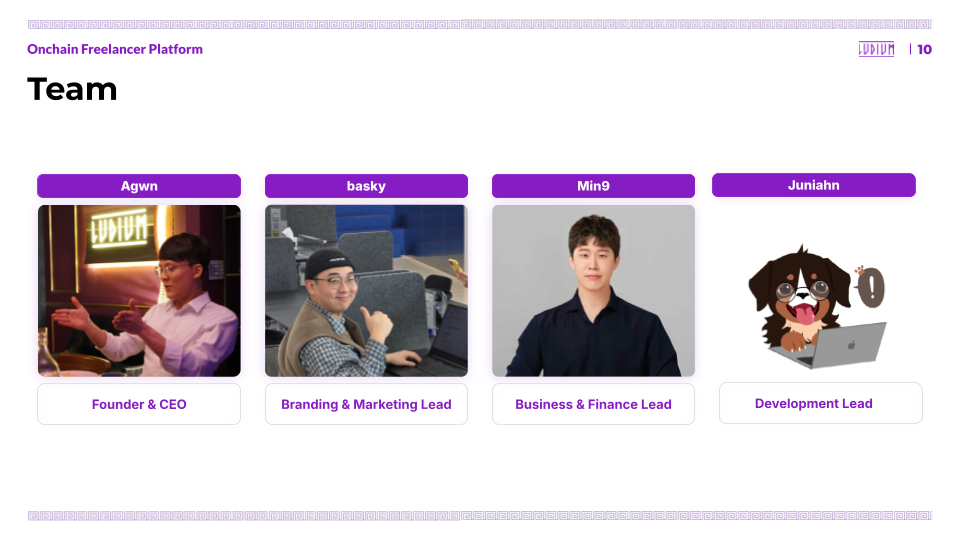 Onchain Freelancer Platform
LUDIUM
| 10
Team
Agwn
basky
Min9
Juniahn
LUDIUM
!
Founder & CEO
Branding & Marketing Lead
Business & Finance Lead
Development Lead